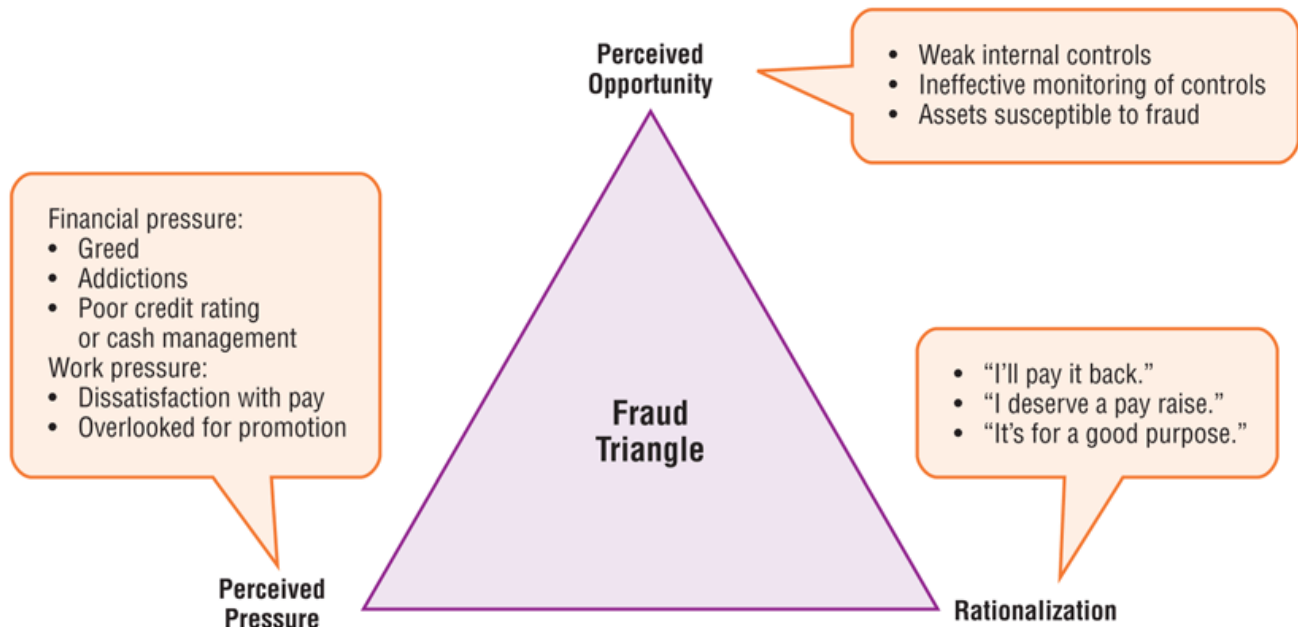 Perceived
Opportunity
• Weak internal controls
• Ineffective monitoring of controls
• Assets susceptible to fraud
Financial pressure:
• Greed
• Addictions
• Poor credit rating
or cash management
Work pressure:
• Dissatisfaction with pay
• Overlooked for promotion
Fraud
Triangle
• “I’ll pay it back.”
• “I deserve a pay raise.”
• “It’s for a good purpose.”
Perceived
Pressure
Rationalization